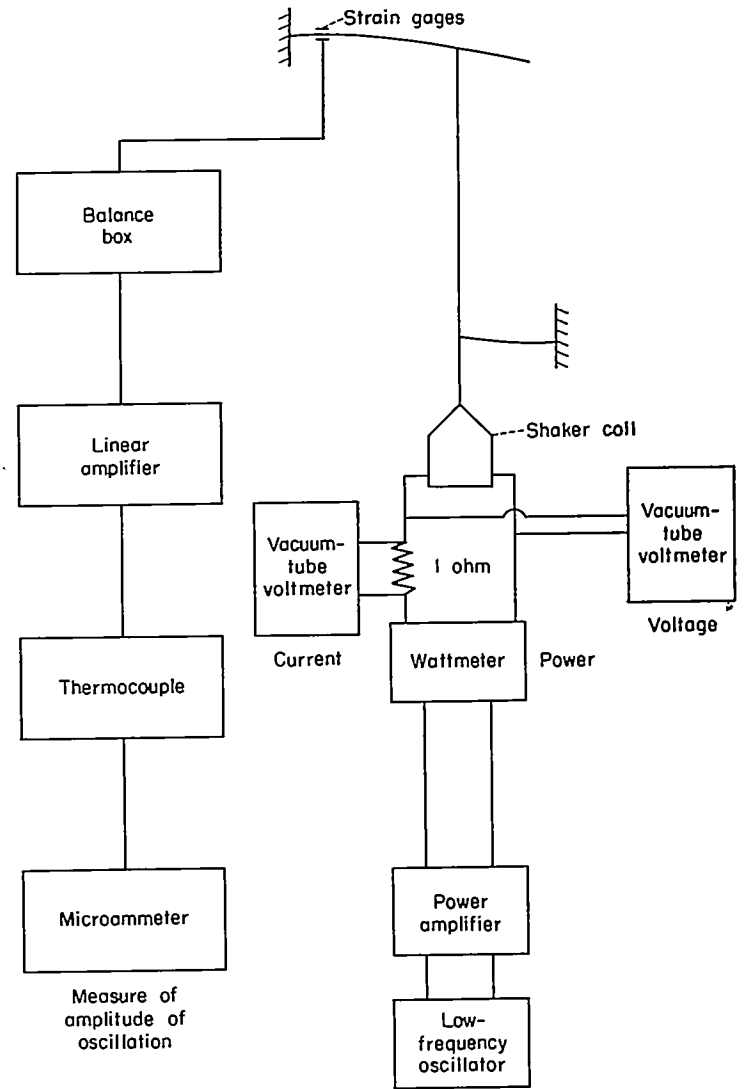 Strain gages
Balance
box
Linear
amplifier
Thermocouple
Microammeter
Measure of
amplitude of
oscillation
Shaker coil
Vacuum-
tube
voltmeter
Current
1 ohm
Vacuum-
tube
voltmeter
Voltage
Wattmeter
Power
Power
amplifier
Low-
frequency
oscillator